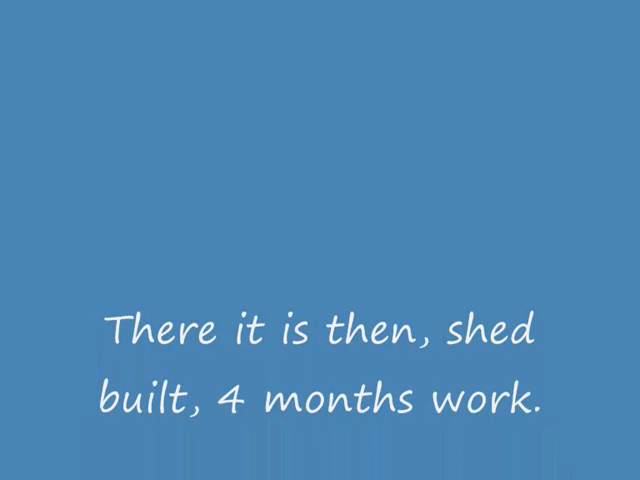 There it is then, shed
built, 4 months work.